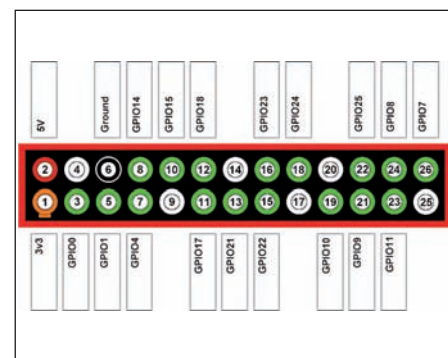 5V
Ground
GPIO14
GPIO15
GPIO18
GPIO23
GPIO24
GPIO25
GPIO8
GPIO7
2 4 6 8 10 12 14 16 18 20 22 24 26
1 3 5 7 9 11 13 15 17 19 21 23 25
3v3
GPIO0
GPIO1
GPIO4
GPIO17
GPIO21
GPIO22
GPIO10
GPIO9
GPIO11